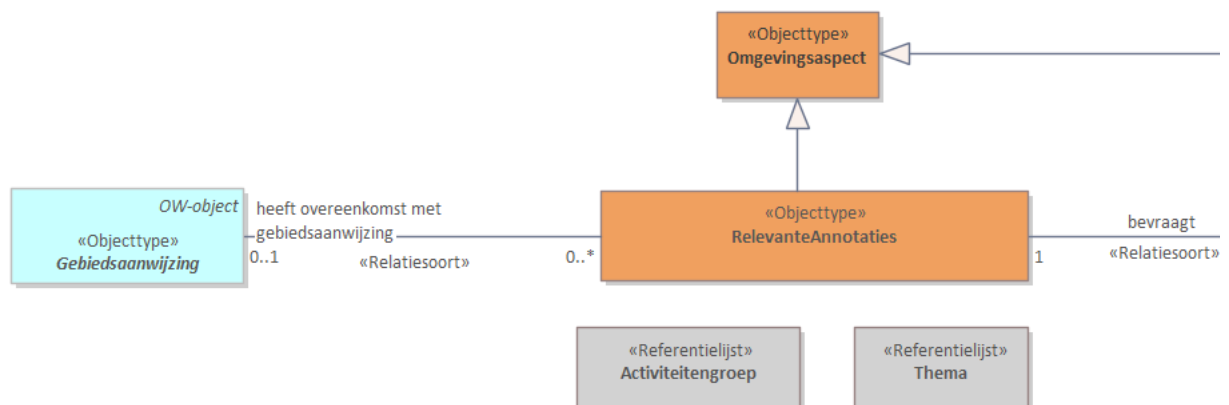 «Objecttype»
Omgevingsaspect
OW-object
«Objecttype»
Gebiedsaanwijzing
heeft overeenkomst met
gebiedsaanwijzing
0..1
«Relatiesoort»
0..*
«Objecttype»
RelevanteAnnotaties
1
bevraagt
«Relatiesoort»
«Referentielijst»
Activiteitengroep
«Referentielijst»
Thema